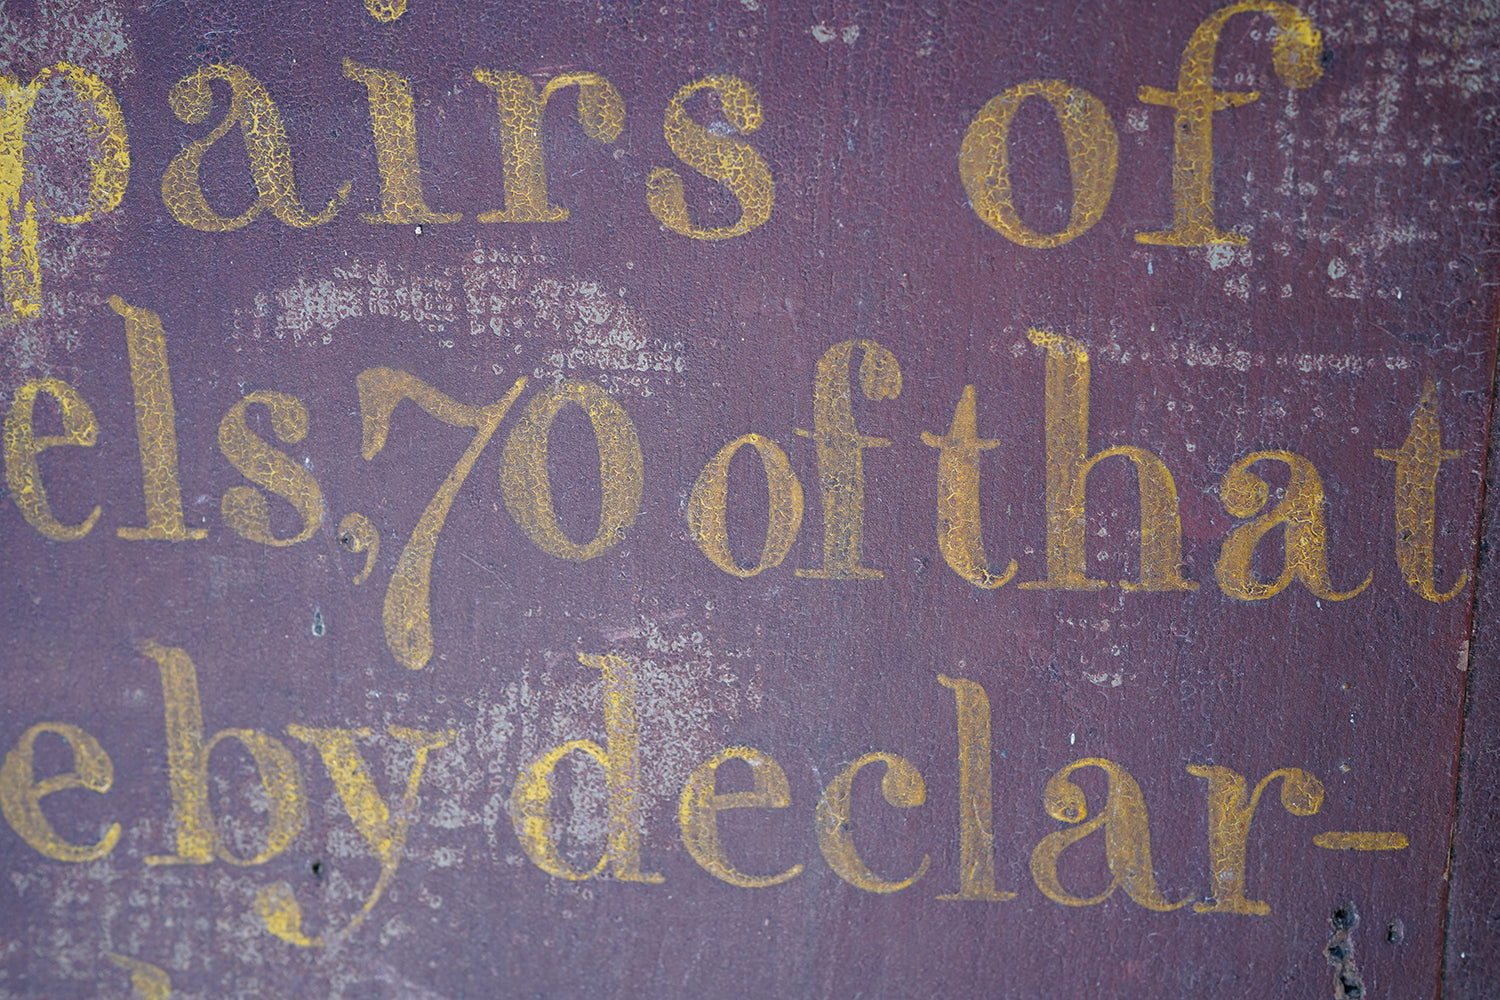 pairs of
els, 70 of that
eby declar-